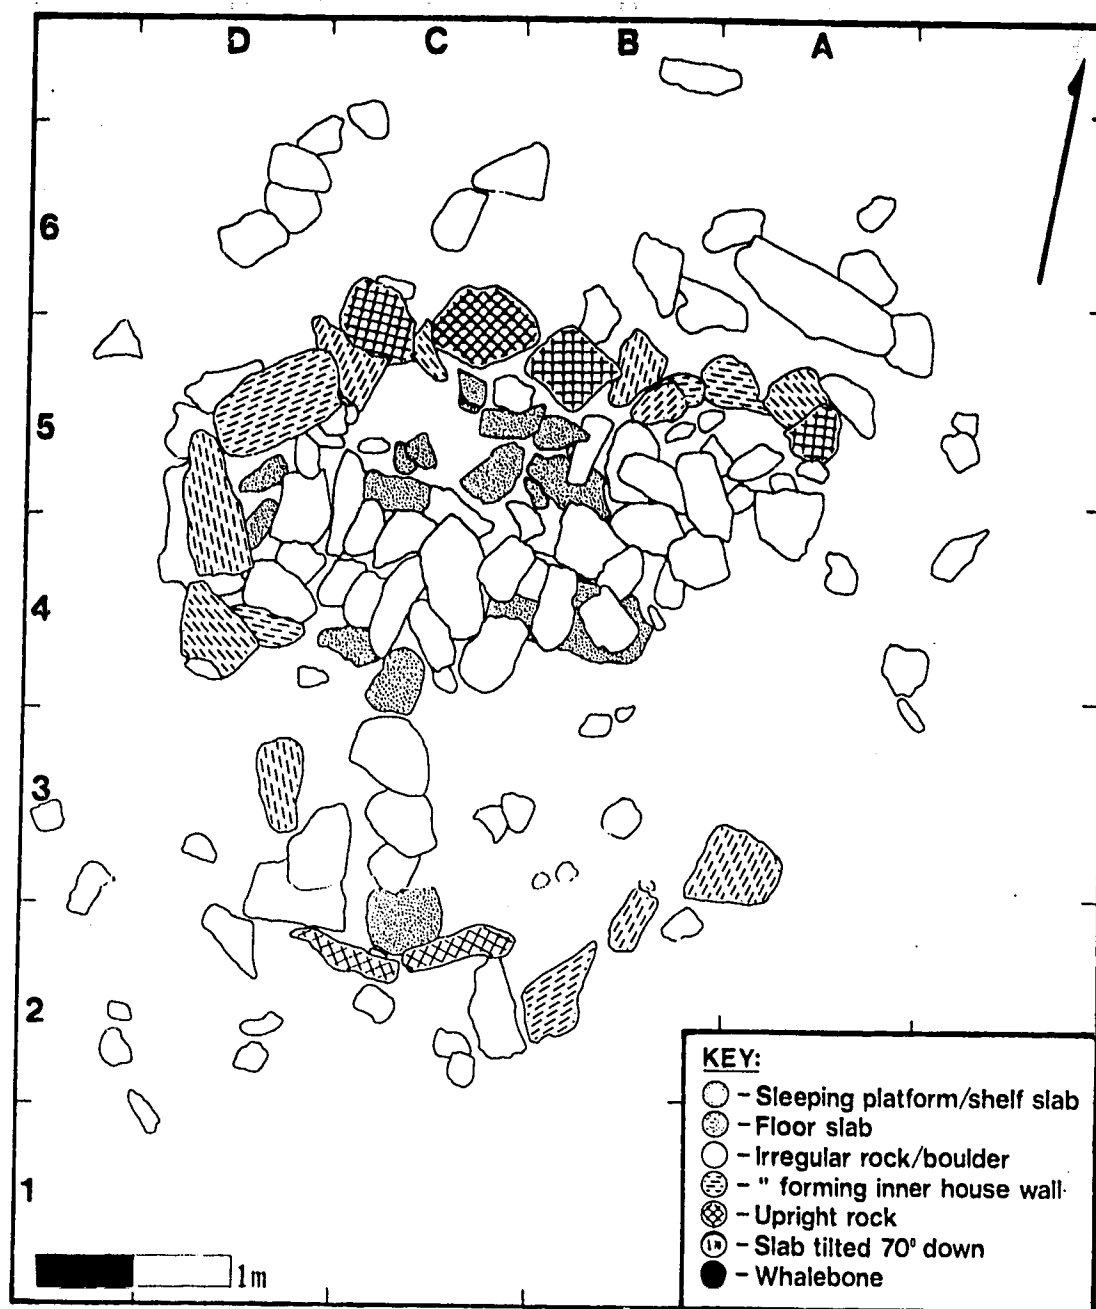 D C B A
6
5
4
3
2
1
KEY:
- Sleeping platform/shelf slab
- Floor slab
- Irregular rock/boulder
- " forming inner house wall
- Upright rock
- Slab tilted 70° down
- Whalebone
1m